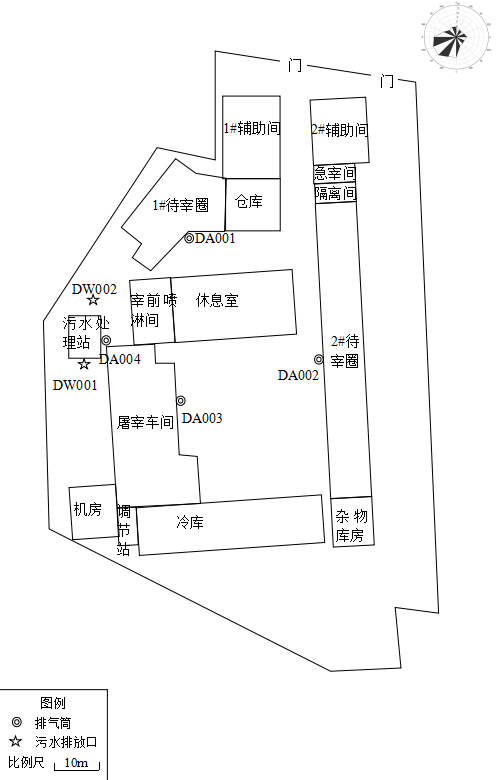 门
门
1#辅助间
2#辅助间
急宰间
隔离间
1#待宰圈
仓库
DA001
DW002
宰前喷
淋间
休息室
污水处
理站
DA004
DW001
2#待
宰圈
DA002
DA003
屠宰车间
机房
调
节
站
冷库
杂物
库房
图例
排气筒
污水排放口
比例尺 10m